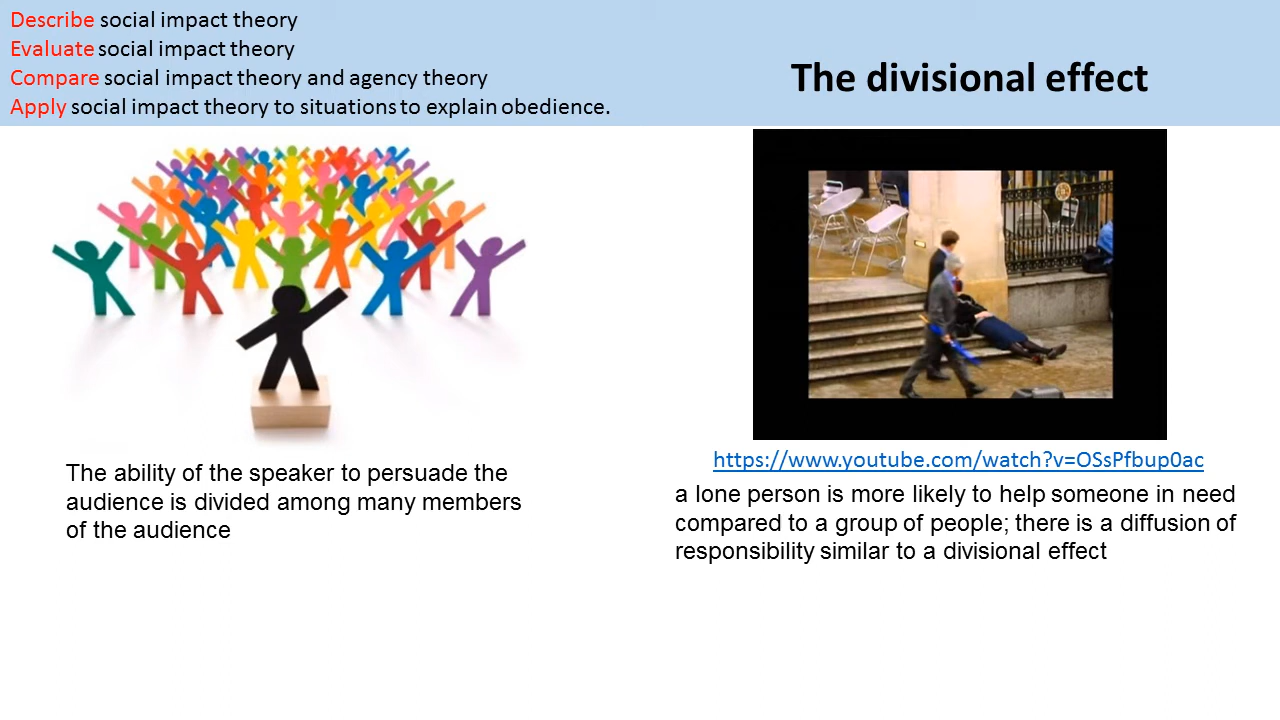 Describe social impact theory
Evaluate social impact theory
Compare social impact theory and agency theory
Apply social impact theory to situations to explain obedience.
The divisional effect
The ability of the speaker to persuade the
audience is divided among many members
of the audience
https://www.youtube.com/watch?v=OSsPfbup0ac
a lone person is more likely to help someone in need
compared to a group of people; there is a diffusion of
responsibility similar to a divisional effect